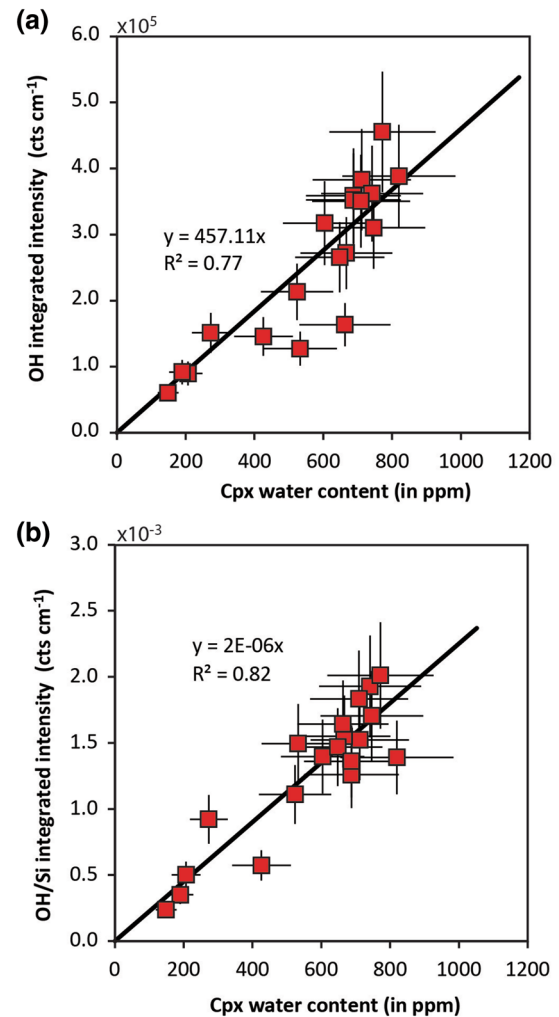 (a)
x10⁵
6.0
5.0
4.0
3.0
2.0
1.0
0.0
OH integrated intensity (cts cm⁻¹)
y = 457.11x
R² = 0.77
0 200 400 600 800 1000 1200
Cpx water content (in ppm)
(b)
x10⁻³
3.0
2.5
2.0
1.5
1.0
0.5
0.0
OH/Si integrated intensity (cts cm⁻¹)
y = 2E-06x
R² = 0.82
0 200 400 600 800 1000 1200
Cpx water content (in ppm)